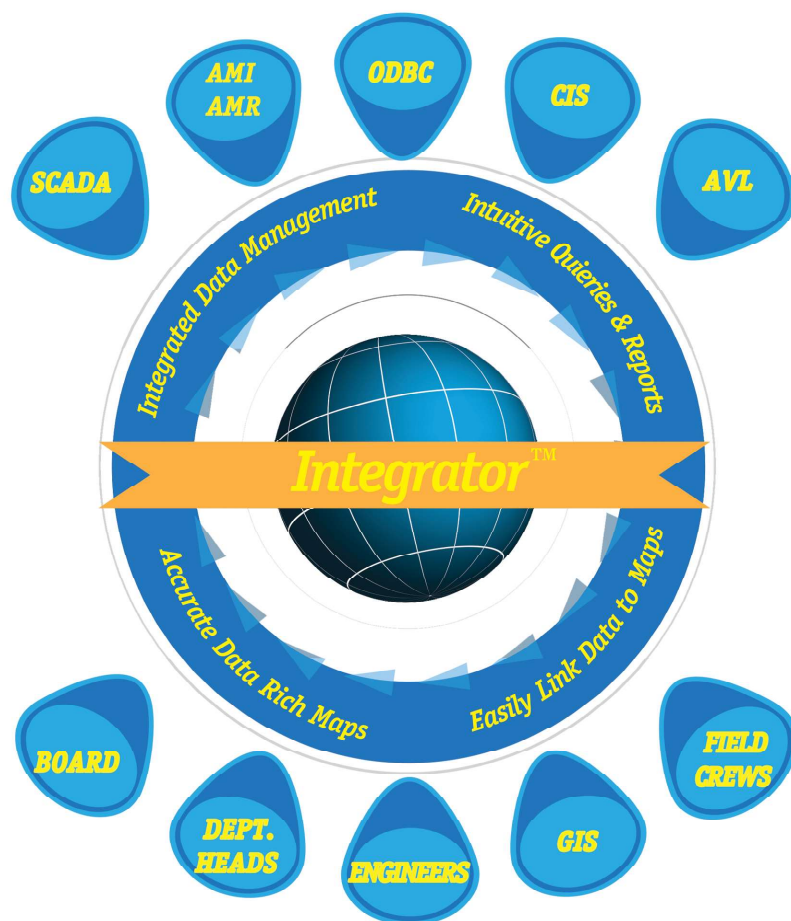 AMI
AMR
ODBC
CIS
SCADA
AVL
Integrated Data Management
Intuitive Quieries & Reports
Integrator™
Accurate Data Rich Maps
Easily Link Data to Maps
BOARD
DEPT.
HEADS
ENGINEERS
GIS
FIELD
CREWS